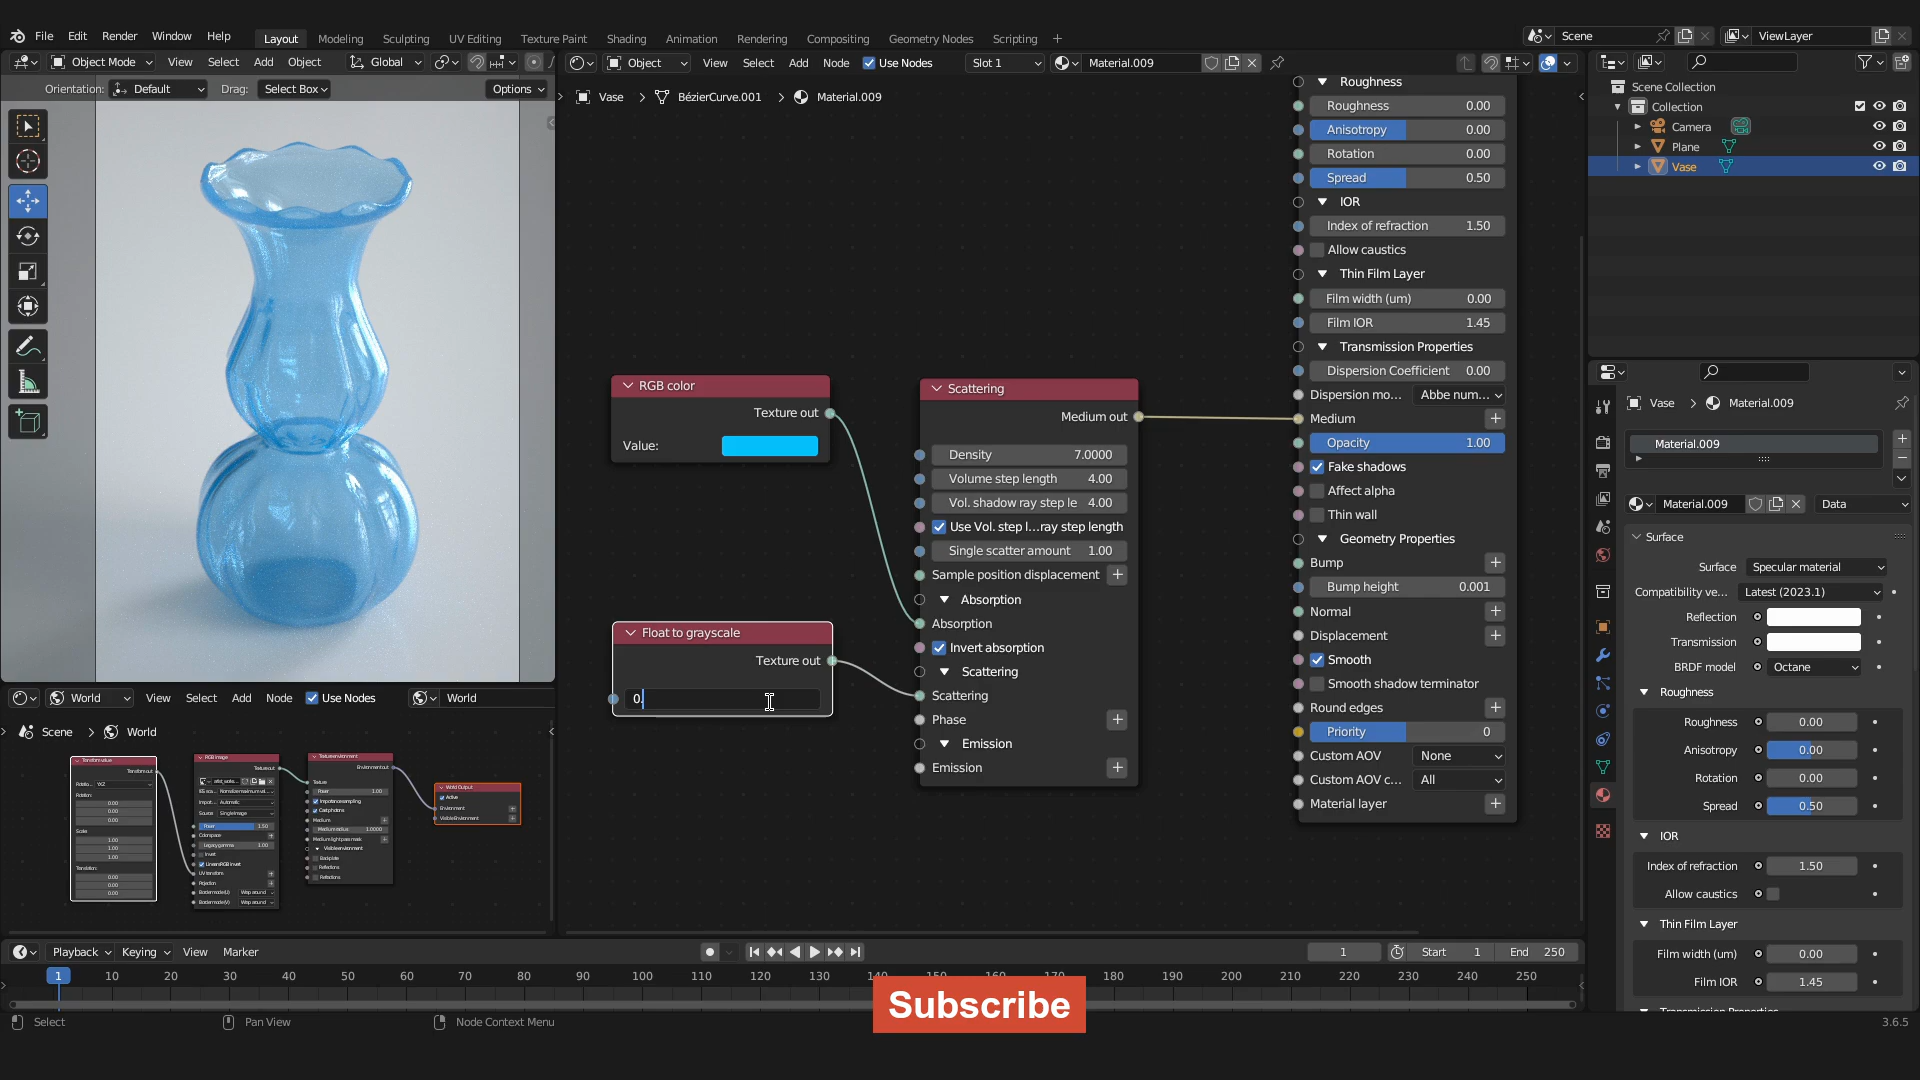 File Edit Render Window Help
Layout Modeling Sculpting UV Editing Texture Paint Shading Animation Rendering Compositing Geometry Nodes Scripting +
Scene
ViewLayer
Object Mode View Select Add Object Global
Orientation: Default Drag: Select Box Options
Object View Select Add Node Use Nodes Slot 1 Material.009
Vase > BézierCurve.001 > Material.009
RGB color
Texture out
Value:
Float to grayscale
Texture out
0.
Scattering
Medium out
Density 7.0000
Volume step length 4.00
Vol. shadow ray step le 4.00
Use Vol. step l...ray step length
Single scatter amount 1.00
Sample position displacement +
Absorption
Absorption
Invert absorption
Scattering
Scattering
Phase +
Emission
Emission +
Roughness
Roughness 0.00
Anisotropy 0.00
Rotation 0.00
Spread 0.50
IOR
Index of refraction 1.50
Allow caustics
Thin Film Layer
Film width (um) 0.00
Film IOR 1.45
Transmission Properties
Dispersion Coefficient 0.00
Dispersion mo... Abbe num...
Medium +
Opacity 1.00
Fake shadows
Affect alpha
Thin wall
Geometry Properties
Bump +
Bump height 0.001
Normal +
Displacement +
Smooth
Smooth shadow terminator
Round edges +
Priority 0
Custom AOV None
Custom AOV c... All
Material layer +
Scene Collection
Collection
Camera
Plane
Vase
Vase > Material.009
Material.009
Material.009 Data
Surface
Surface Specular material
Compatibility ve... Latest (2023.1)
Reflection
Transmission
BRDF model Octane
Roughness
Roughness 0.00
Anisotropy 0.00
Rotation 0.00
Spread 0.50
IOR
Index of refraction 1.50
Allow caustics
Thin Film Layer
Film width (um) 0.00
Film IOR 1.45
World View Select Add Node Use Nodes World
Scene > World
Playback Keying View Marker
1 Start 1 End 250
1 10 20 30 40 50 60 70 80 90 100 110 120 130 140 150 160 170 180 190 200 210 220 230 240 250
Subscribe
Select Pan View Node Context Menu 3.6.5